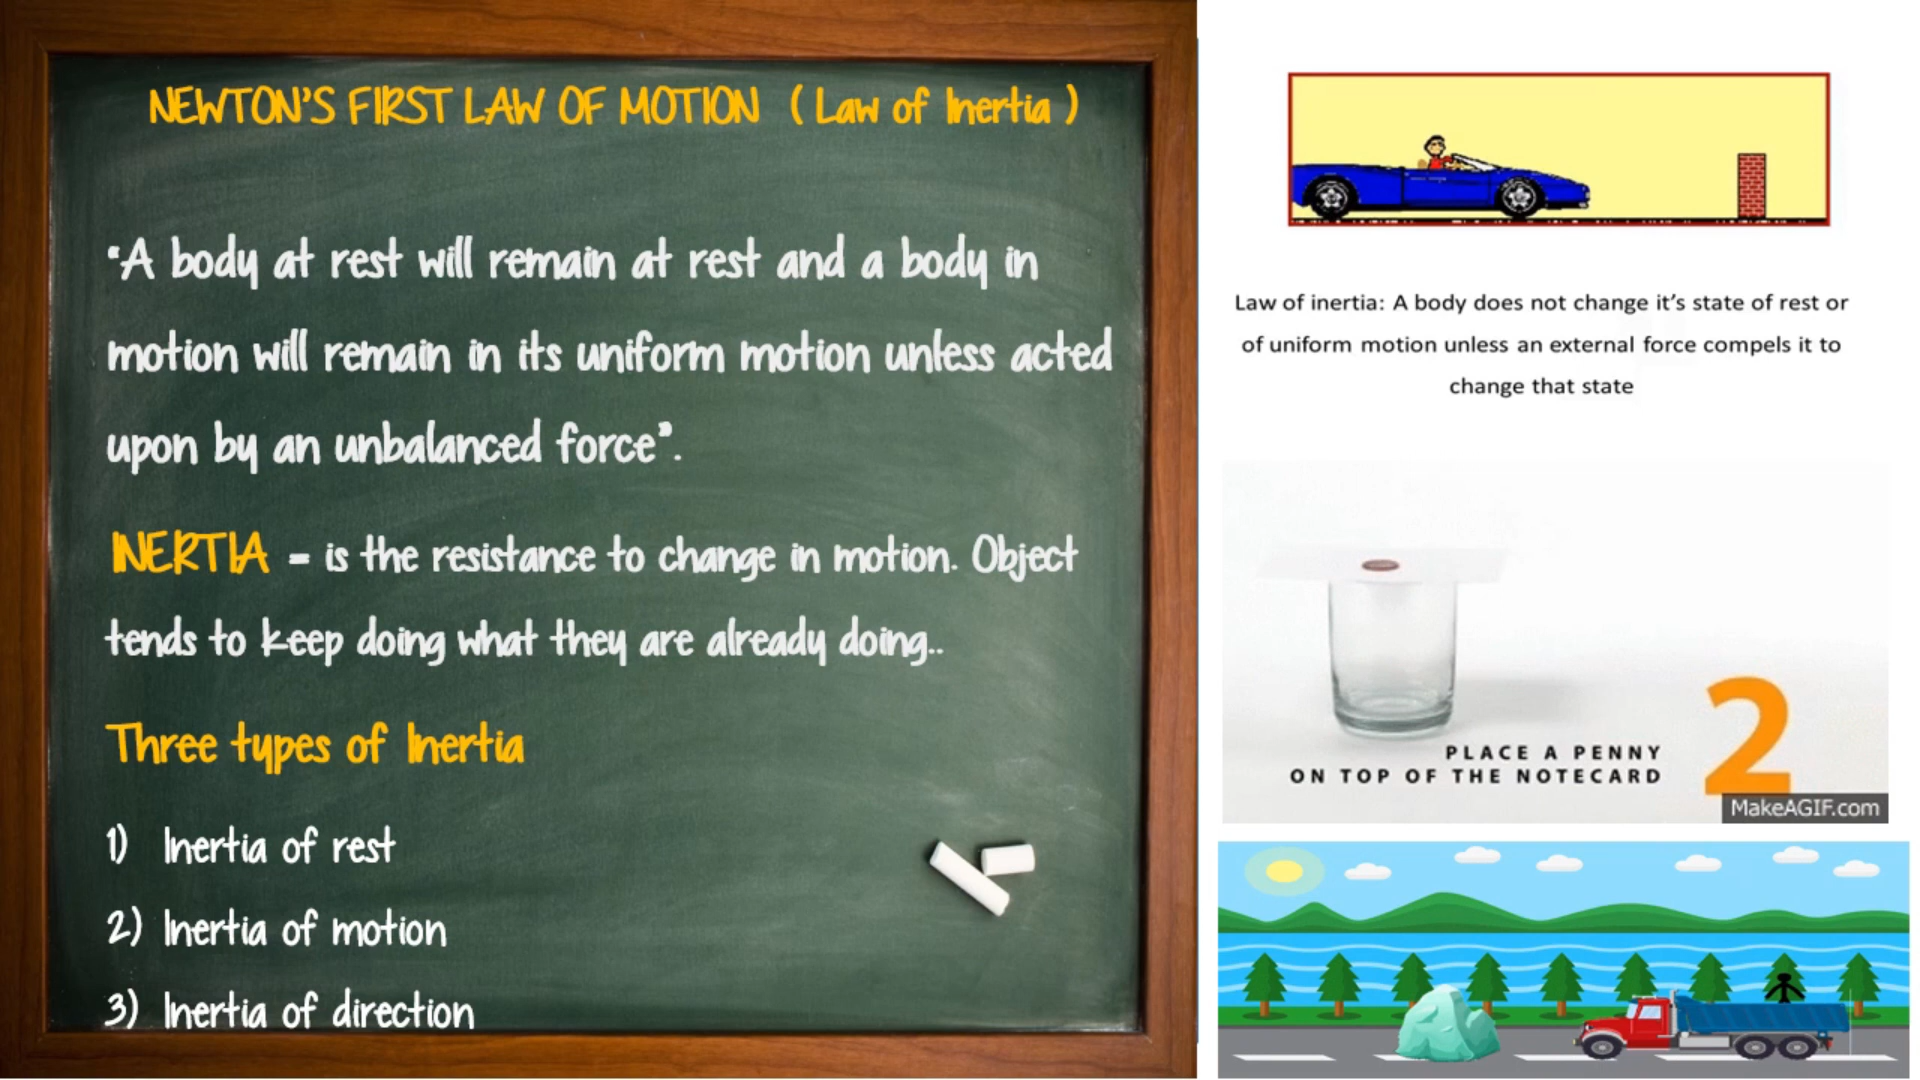 NEWTON'S FIRST LAW OF MOTION ( Law of Inertia )
"A body at rest will remain at rest and a body in
motion will remain in its uniform motion unless acted
upon by an unbalanced force".
INERTIA = is the resistance to change in motion. Object
tends to keep doing what they are already doing..
Three types of Inertia
1) Inertia of rest
2) Inertia of motion
3) Inertia of direction
Law of inertia: A body does not change it's state of rest or
of uniform motion unless an external force compels it to
change that state
PLACE A PENNY
ON TOP OF THE NOTECARD
2
MakeAGIF.com